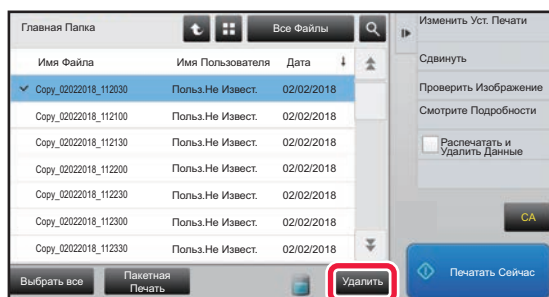 Главная Папка
Все Файлы
Имя Файла Имя Пользователя Дата
Copy_02022018_112030 Польз.Не Извест. 02/02/2018
Copy_02022018_112100 Польз.Не Извест. 02/02/2018
Copy_02022018_112130 Польз.Не Извест. 02/02/2018
Copy_02022018_112200 Польз.Не Извест. 02/02/2018
Copy_02022018_112230 Польз.Не Извест. 02/02/2018
Copy_02022018_112300 Польз.Не Извест. 02/02/2018
Copy_02022018_112330 Польз.Не Извест. 02/02/2018
Выбрать все
Пакетная
Печать
Удалить
Изменить Уст. Печати
Сдвинуть
Проверить Изображение
Смотрите Подробности
Распечатать и
Удалить Данные
CA
Печатать Сейчас